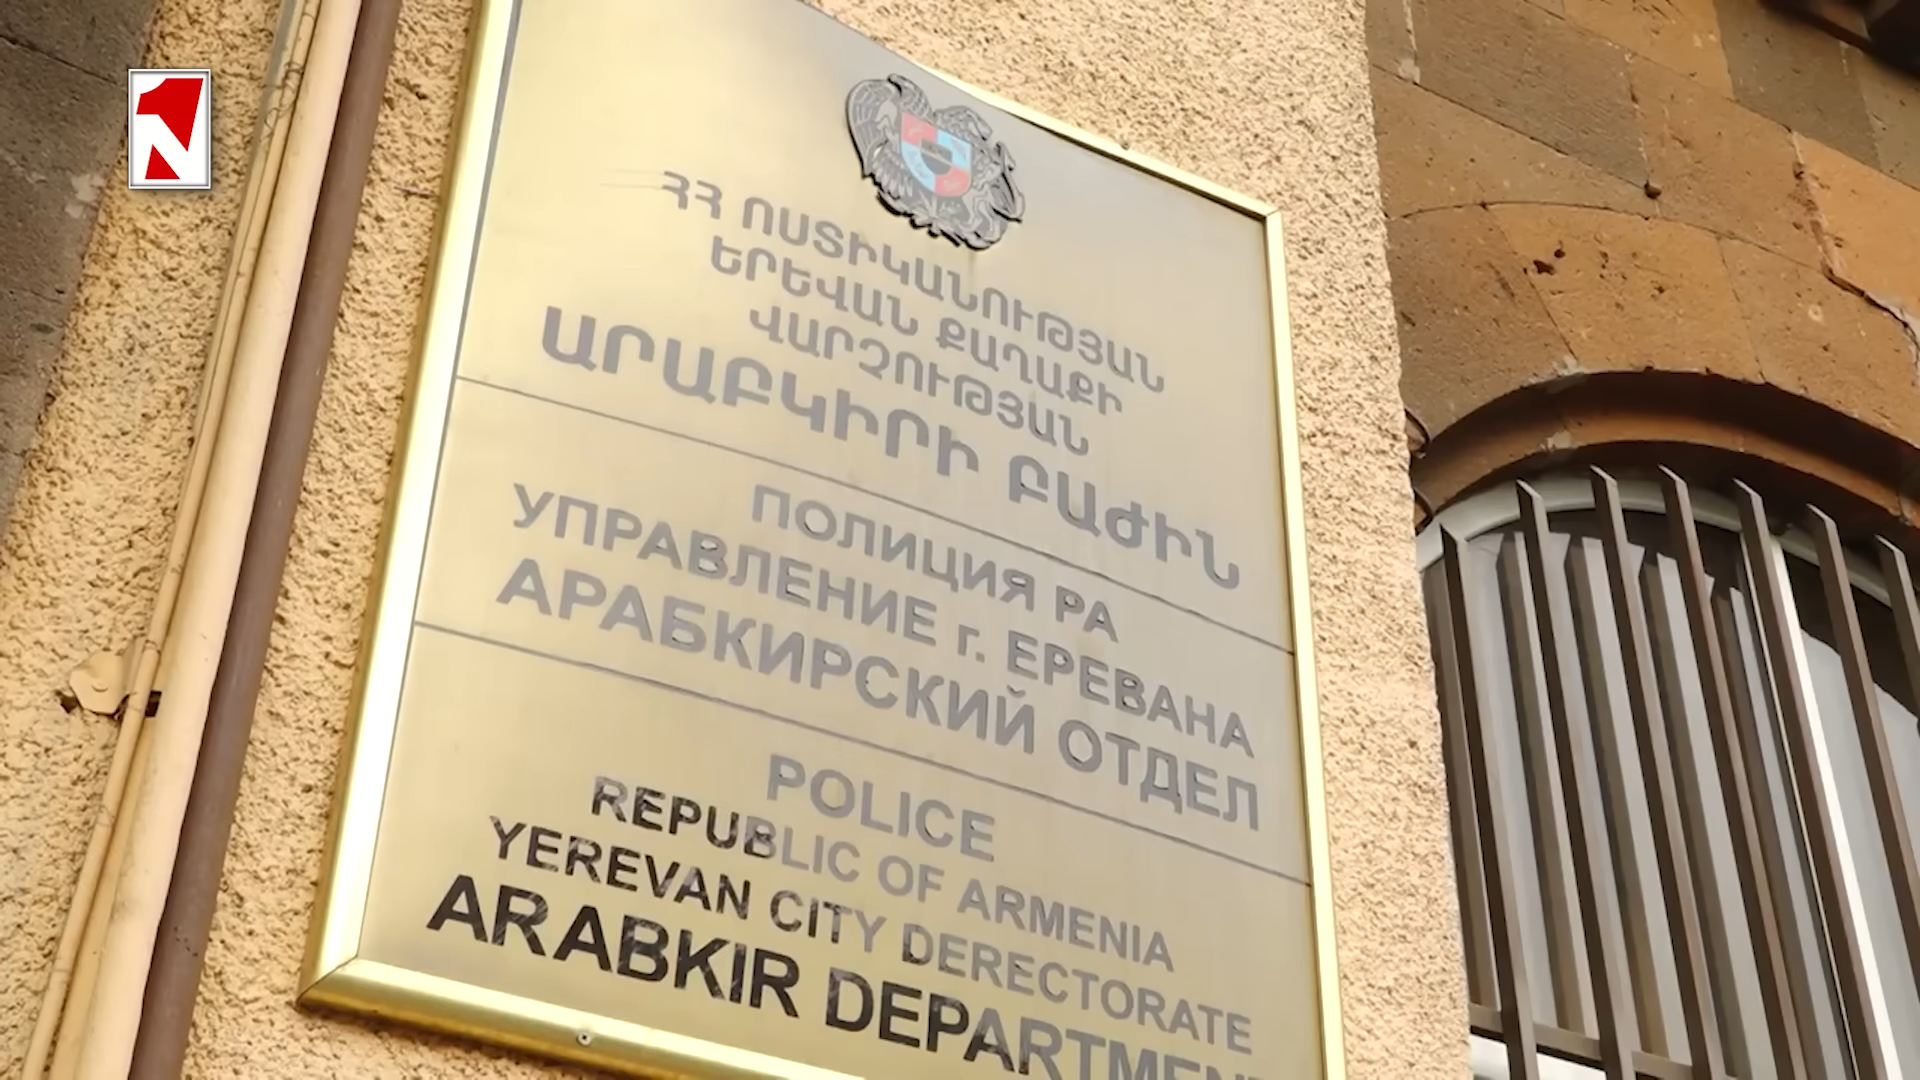 1N
ՀՀ ՈՍՏԻԿԱՆՈՒԹՅԱՆ
ԵՐԵՎԱՆ ՔԱՂԱՔԻ
ՎԱՐՉՈՒԹՅԱՆ
ԱՐԱԲԿԻՐԻ ԲԱԺԻՆ
ПОЛИЦИЯ РА
УПРАВЛЕНИЕ г. ЕРЕВАНА
АРАБКИРСКИЙ ОТДЕЛ
POLICE
REPUBLIC OF ARMENIA
YEREVAN CITY DERECTORATE
ARABKIR DEPARTMENT